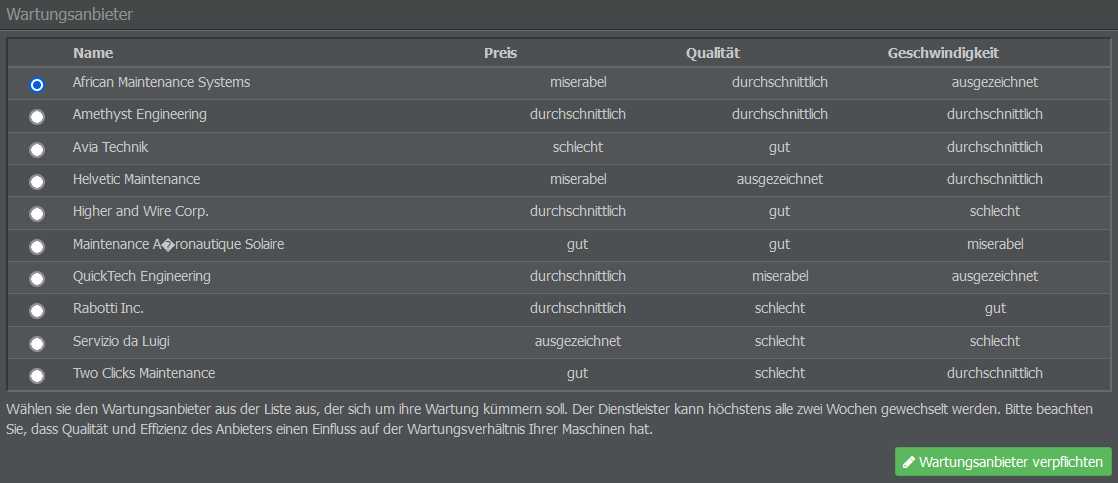 Wartungsanbieter
Name Preis Qualität Geschwindigkeit
African Maintenance Systems miserabel durchschnittlich ausgezeichnet
Amethyst Engineering durchschnittlich durchschnittlich durchschnittlich
Avia Technik schlecht gut durchschnittlich
Helvetic Maintenance miserabel ausgezeichnet durchschnittlich
Higher and Wire Corp. durchschnittlich gut schlecht
Maintenance A�ronautique Solaire gut gut miserabel
QuickTech Engineering durchschnittlich miserabel ausgezeichnet
Rabotti Inc. durchschnittlich schlecht gut
Servizio da Luigi ausgezeichnet schlecht schlecht
Two Clicks Maintenance gut schlecht durchschnittlich
Wählen sie den Wartungsanbieter aus der Liste aus, der sich um ihre Wartung kümmern soll. Der Dienstleister kann höchstens alle zwei Wochen gewechselt werden. Bitte beachten
Sie, dass Qualität und Effizienz des Anbieters einen Einfluss auf der Wartungsverhältnis Ihrer Maschinen hat.
Wartungsanbieter verpflichten